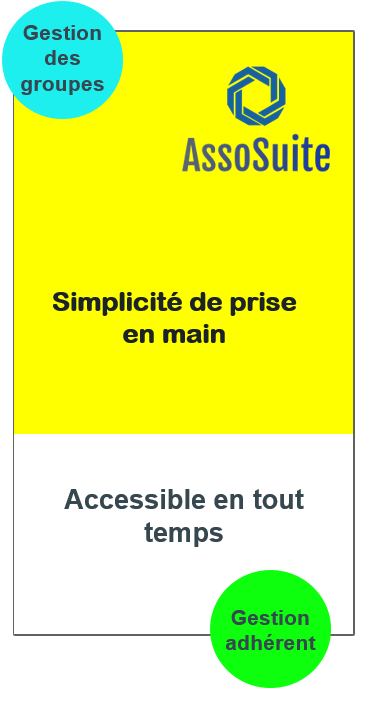 Gestion
des
groupes
AssoSuite
Simplicité de prise
en main
Accessible en tout
temps
Gestion
adhérent